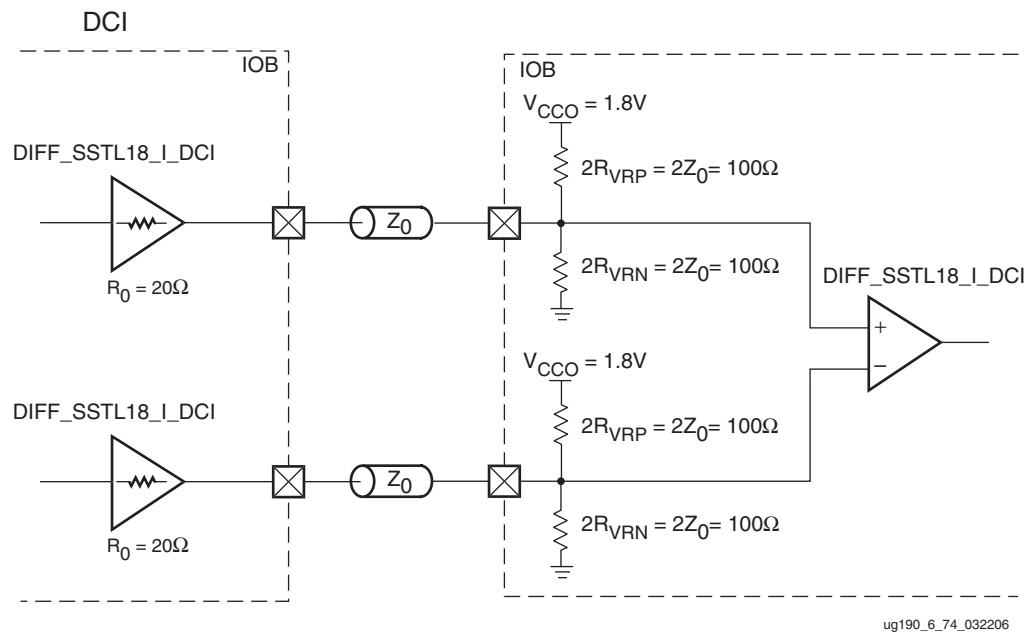 DCI
IOB
IOB
V_CCO = 1.8V
DIFF_SSTL18_I_DCI
2R_VRP = 2Z_0= 100Ω
Z_0
R_0 = 20Ω
2R_VRN = 2Z_0= 100Ω
DIFF_SSTL18_I_DCI
+
–
V_CCO = 1.8V
DIFF_SSTL18_I_DCI
2R_VRP = 2Z_0= 100Ω
Z_0
R_0 = 20Ω
2R_VRN = 2Z_0= 100Ω
ug190_6_74_032206